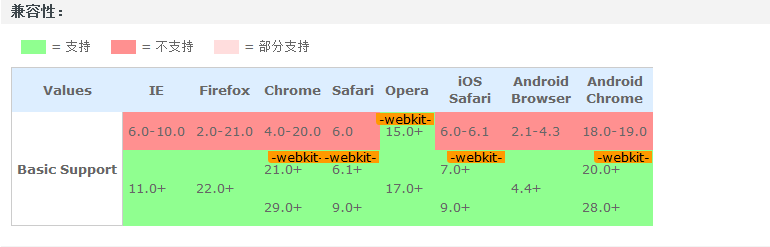 兼容性：
= 支持 = 不支持 = 部分支持
Values IE Firefox Chrome Safari Opera iOS Safari Android Browser Android Chrome
-webkit-
6.0-10.0 2.0-21.0 4.0-20.0 6.0 15.0+ 6.0-6.1 2.1-4.3 18.0-19.0
-webkit- -webkit- -webkit- -webkit-
21.0+ 6.1+ 7.0+ 20.0+
Basic Support 11.0+ 22.0+ 17.0+ 4.4+
29.0+ 9.0+ 9.0+ 28.0+